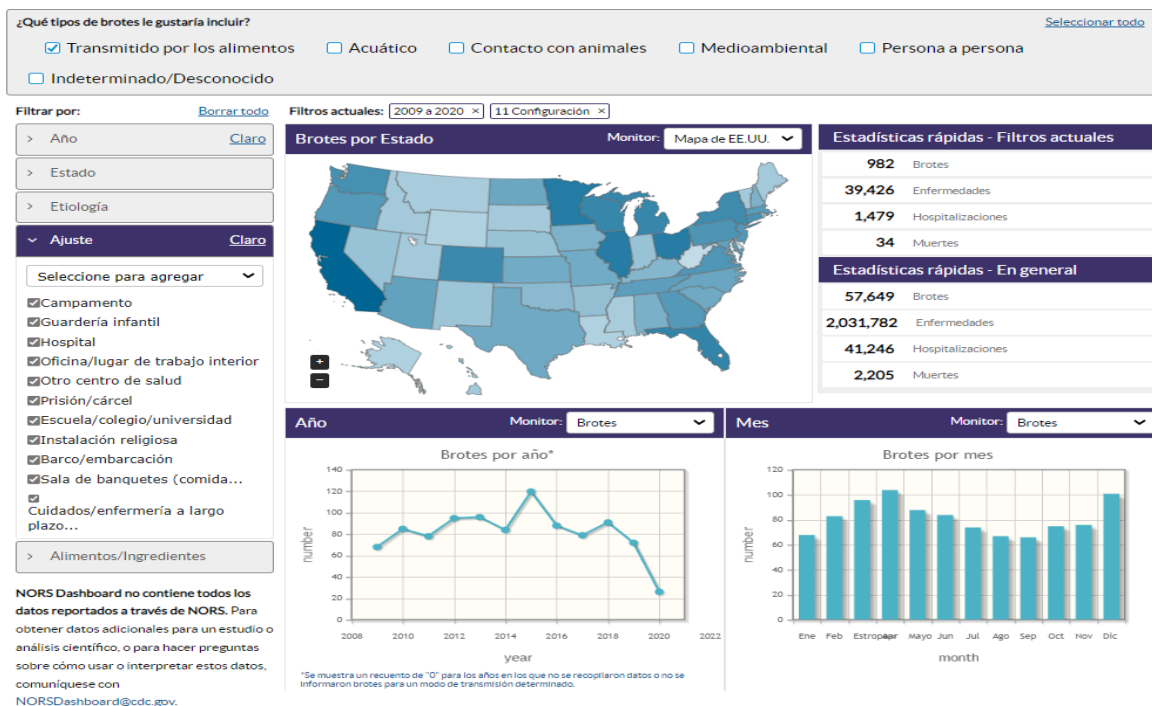 ¿Qué tipos de brotes le gustaría incluir?
Seleccionar todo
Transmitido por los alimentos
Acuático
Contacto con animales
Medioambiental
Persona a persona
Indeterminado/Desconocido
Filtrar por:
Borrar todo
> Año
Claro
> Estado
> Etiología
Ajuste
Claro
Seleccione para agregar
Campamento
Guardería infantil
Hospital
Oficina/lugar de trabajo interior
Otro centro de salud
Prisión/cárcel
Escuela/colegio/universidad
Instalación religiosa
Barco/embarcación
Sala de banquetes (comida...
Cuidados/enfermería a largo
plazo...
> Alimentos/Ingredientes
NORS Dashboard no contiene todos los
datos reportados a través de NORS. Para
obtener datos adicionales para un estudio o
análisis científico, o para hacer preguntas
sobre cómo usar o interpretar estos datos,
comuníquese con
NORSDashboard@cdc.gov.
Filtros actuales:
2009 a 2020 ×
11 Configuración ×
Brotes por Estado
Monitor:
Mapa de EE.UU.
+
−
Estadísticas rápidas - Filtros actuales
982 Brotes
39,426 Enfermedades
1,479 Hospitalizaciones
34 Muertes
Estadísticas rápidas - En general
57,649 Brotes
2,031,782 Enfermedades
41,246 Hospitalizaciones
2,205 Muertes
Año
Monitor:
Brotes
Brotes por año*
140
120
100
80
60
40
20
0
number
2008 2010 2012 2014 2016 2018 2020 2022
year
*Se muestra un recuento de "0" para los años en los que no se recopilaron datos o no se
informaron brotes para un modo de transmisión determinado.
Mes
Monitor:
Brotes
Brotes por mes
120
100
80
60
40
20
0
number
Ene Feb Mayo Jun Jul Ago Sep Oct Nov Dic
month